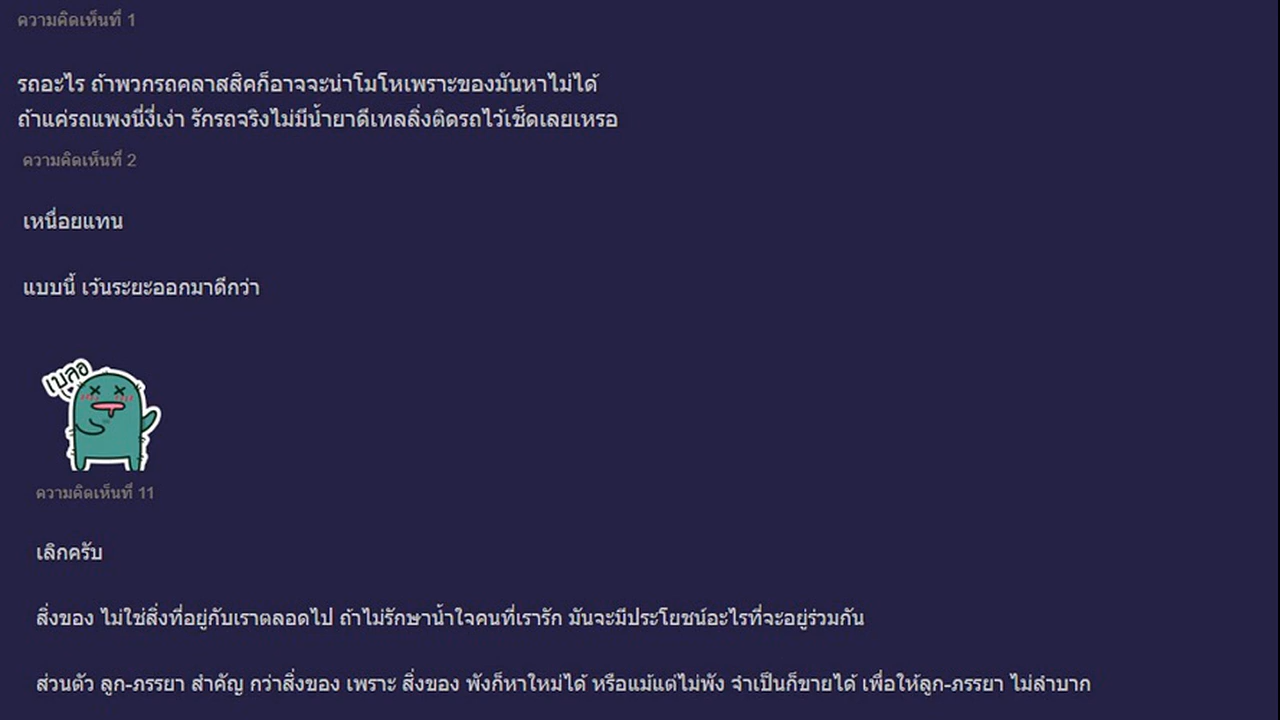 ความคิดเห็นที่ 1
รถอะไร ถ้าพวกรถคลาสสิคก็อาจจะน่าโมโหเพราะของมันหาไม่ได้
ถ้าแค่รถแพงนี่งี่เง่า รักรถจริงไม่มีน้ำยาดีเทลลิ่งติดรถไว้เช็ดเลยเหรอ
ความคิดเห็นที่ 2
เหนื่อยแทน
แบบนี้ เว้นระยะออกมาดีกว่า
เบลอ
ความคิดเห็นที่ 11
เลิกครับ
สิ่งของ ไม่ใช่สิ่งที่อยู่กับเราตลอดไป ถ้าไม่รักษาน้ำใจคนที่เรารัก มันจะมีประโยชน์อะไรที่จะอยู่ร่วมกัน
ส่วนตัว ลูก-ภรรยา สำคัญ กว่าสิ่งของ เพราะ สิ่งของ พังก็หาใหม่ได้ หรือแม้แต่ไม่พัง จำเป็นก็ขายได้ เพื่อให้ลูก-ภรรยา ไม่ลำบาก